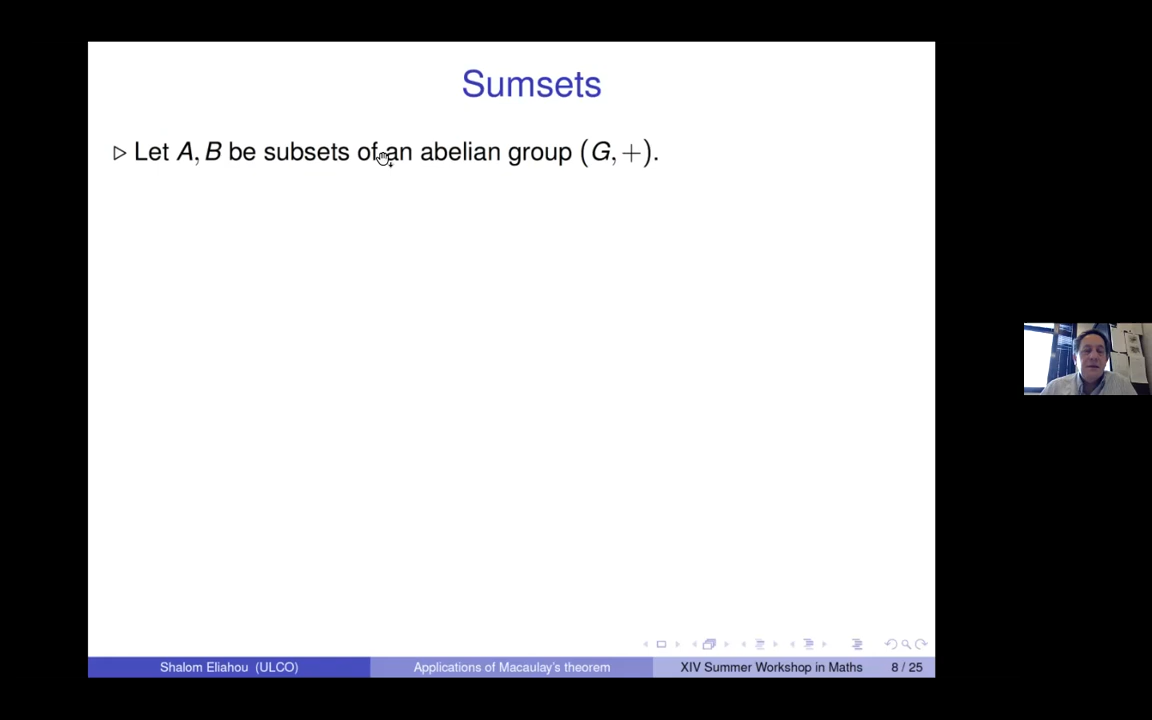 Sumsets
▷ Let A, B be subsets of an abelian group (G, +).
Shalom Eliahou (ULCO) Applications of Macaulay's theorem XIV Summer Workshop in Maths 8 / 25